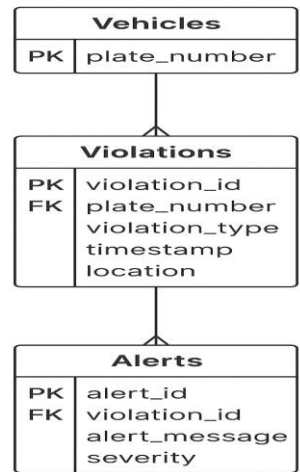 Vehicles
PK plate_number
Violations
PK violation_id
FK plate_number
violation_type
timestamp
location
Alerts
PK alert_id
FK violation_id
alert_message
severity